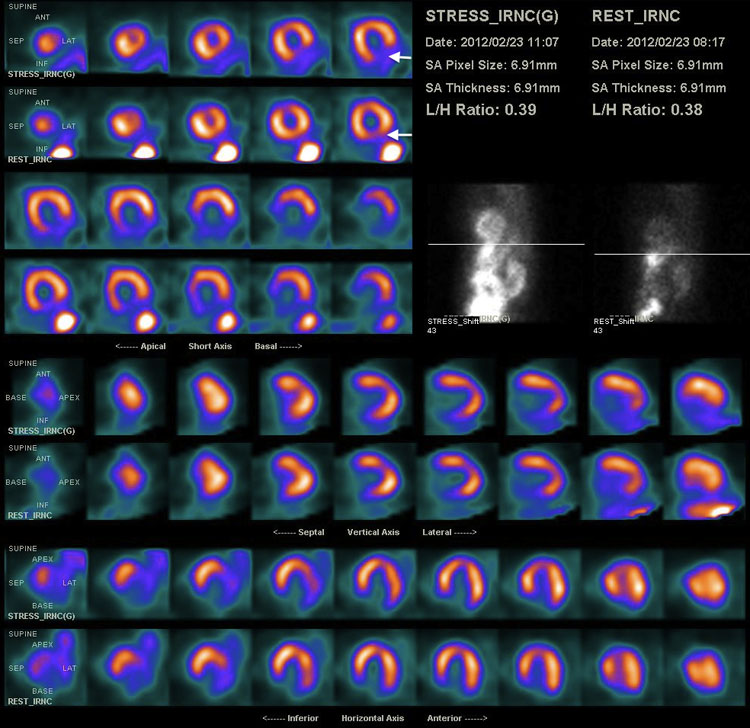 SUPINE
ANT
SEP LAT
INF
STRESS_IRNC(G)
SUPINE
ANT
SEP LAT
INF
REST_IRNC
STRESS_IRNC(G)
Date: 2012/02/23 11:07
SA Pixel Size: 6.91mm
SA Thickness: 6.91mm
L/H Ratio: 0.39
REST_IRNC
Date: 2012/02/23 08:17
SA Pixel Size: 6.91mm
SA Thickness: 6.91mm
L/H Ratio: 0.38
STRESS_Shift
43
REST_Shift
43
<------ Apical Short Axis Basal ------>
SUPINE
ANT
BASE APEX
INF
STRESS_IRNC(G)
SUPINE
ANT
BASE APEX
INF
REST_IRNC
<------ Septal Vertical Axis Lateral ------>
SUPINE
APEX
SEP LAT
BASE
STRESS_IRNC(G)
SUPINE
APEX
SEP LAT
BASE
REST_IRNC
<------ Inferior Horizontal Axis Anterior ------>